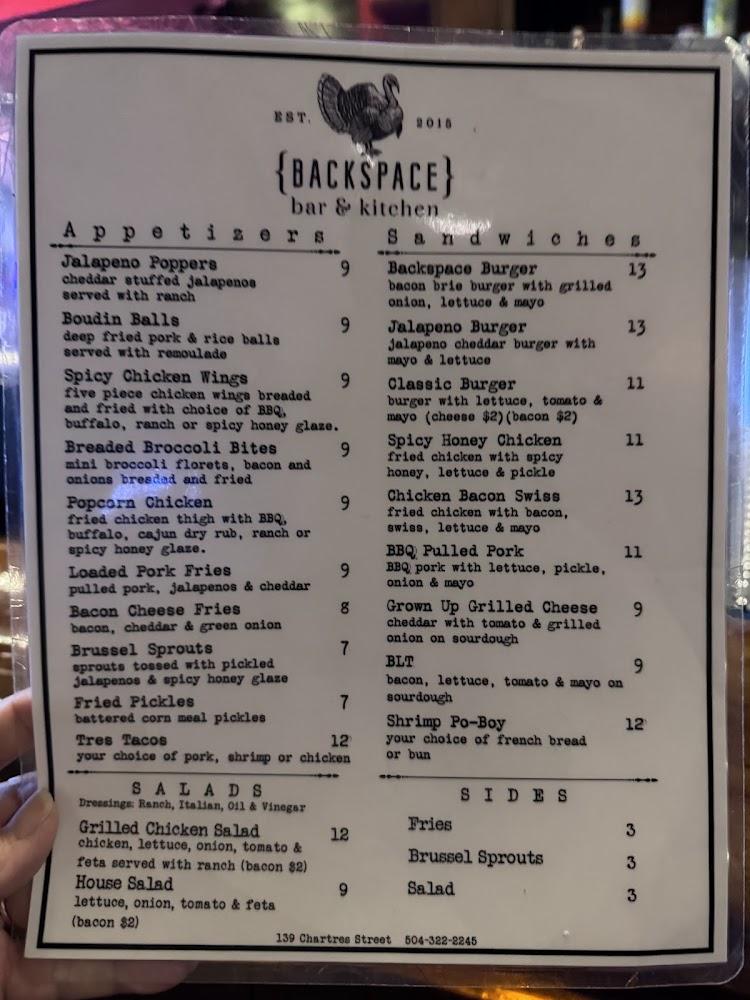 EST. 2015
{BACKSPACE}
bar & kitchen
Appetizers
Jalapeno Poppers 9
cheddar stuffed jalapenos
served with ranch
Boudin Balls 9
deep fried pork & rice balls
served with remoulade
Spicy Chicken Wings 9
five piece chicken wings breaded
and fried with choice of BBQ,
buffalo, ranch or spicy honey glaze.
Breaded Broccoli Bites 9
mini broccoli florets, bacon and
onions breaded and fried
Popcorn Chicken 9
fried chicken thigh with BBQ,
buffalo, cajun dry rub, ranch or
spicy honey glaze.
Loaded Pork Fries 9
pulled pork, jalapenos & cheddar
Bacon Cheese Fries 8
bacon, cheddar & green onion
Brussel Sprouts 7
sprouts tossed with pickled
jalapenos & spicy honey glaze
Fried Pickles 7
battered corn meal pickles
Tres Tacos 12
your choice of pork, shrimp or chicken
SALADS
Dressings: Ranch, Italian, Oil & Vinegar
Grilled Chicken Salad 12
chicken, lettuce, onion, tomato &
feta served with ranch (bacon $2)
House Salad 9
lettuce, onion, tomato & feta
(bacon $2)
Sandwiches
Backspace Burger 13
bacon brie burger with grilled
onion, lettuce & mayo
Jalapeno Burger 13
jalapeno cheddar burger with
mayo & lettuce
Classic Burger 11
burger with lettuce, tomato &
mayo (cheese $2)(bacon $2)
Spicy Honey Chicken 11
fried chicken with spicy
honey, lettuce & pickle
Chicken Bacon Swiss 13
fried chicken with bacon,
swiss, lettuce & mayo
BBQ Pulled Pork 11
BBQ pork with lettuce, pickle,
onion & mayo
Grown Up Grilled Cheese 9
cheddar with tomato & grilled
onion on sourdough
BLT 9
bacon, lettuce, tomato & mayo on
sourdough
Shrimp Po-Boy 12
your choice of french bread
or bun
SIDES
Fries 3
Brussel Sprouts 3
Salad 3
139 Chartres Street 504-322-2245